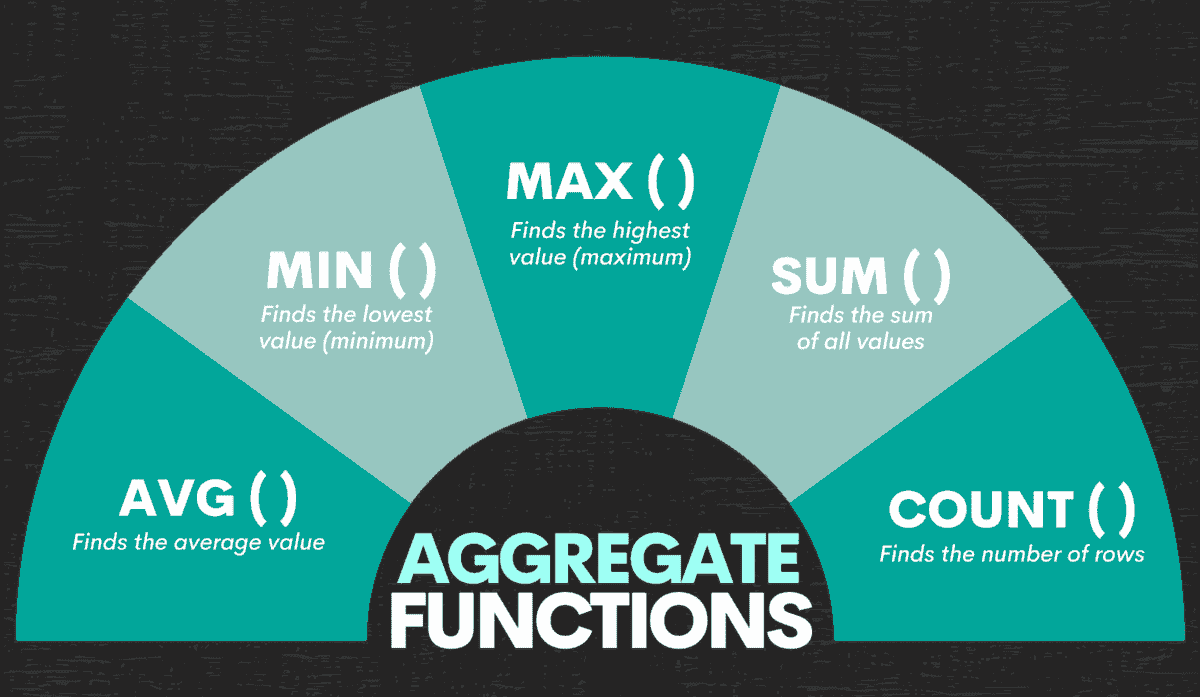 MAX ( )
Finds the highest
value (maximum)
MIN ( )
Finds the lowest
value (minimum)
SUM ( )
Finds the sum
of all values
AVG ( )
Finds the average value
COUNT ( )
Finds the number of rows
AGGREGATE
FUNCTIONS